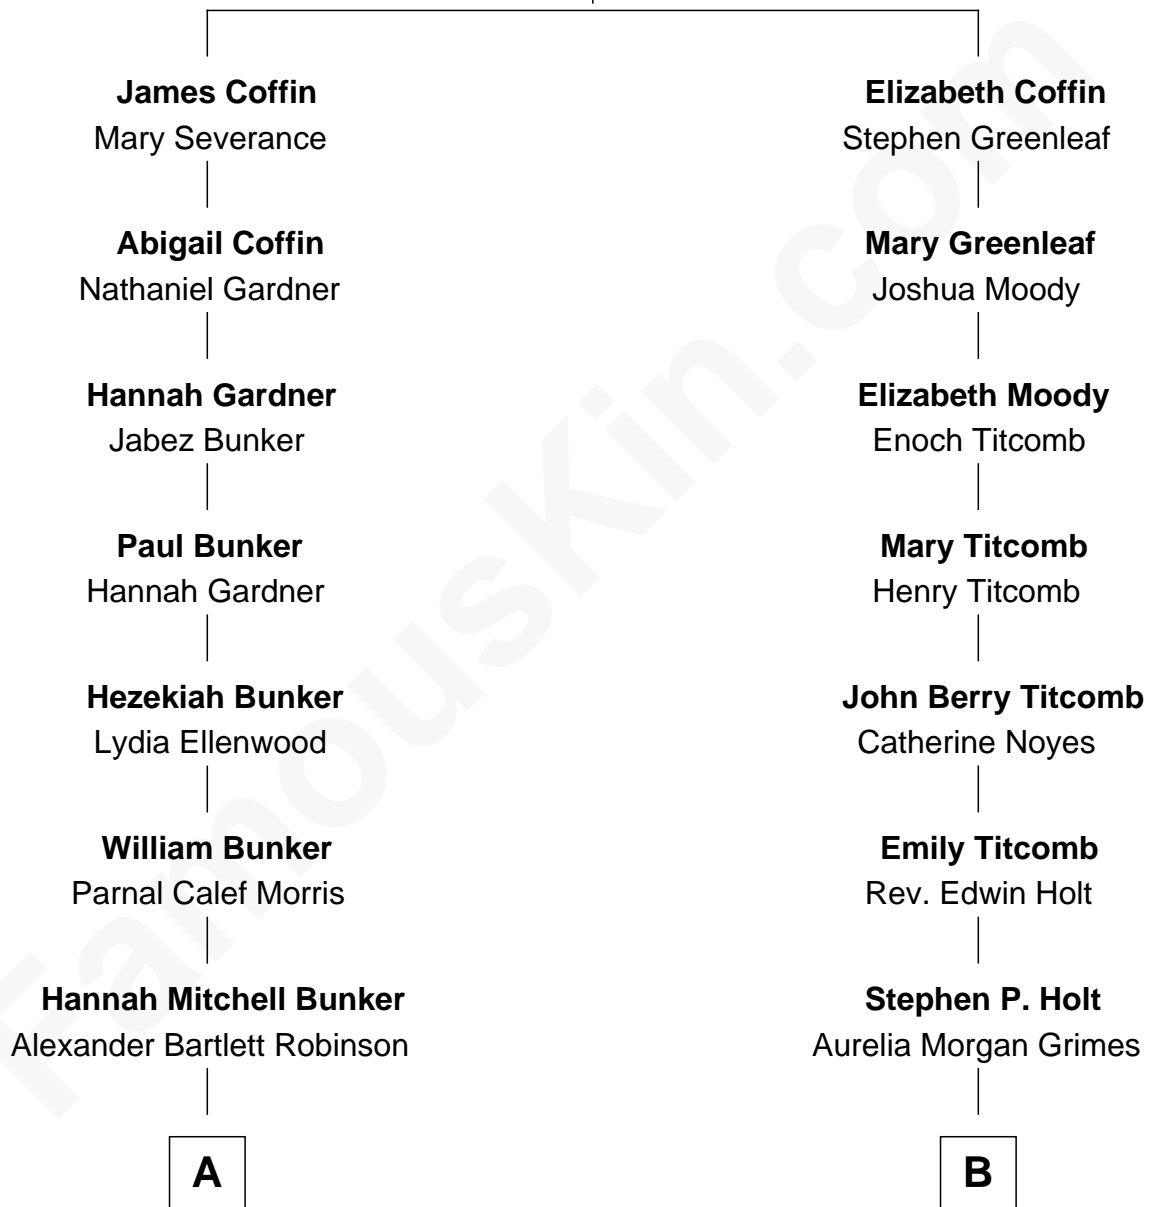 James Coffin
Mary Severance
Abigail Coffin
Nathaniel Gardner
Hannah Gardner
Jabez Bunker
Paul Bunker
Hannah Gardner
Hezekiah Bunker
Lydia Ellenwood
William Bunker
Parnal Calef Morris
Hannah Mitchell Bunker
Alexander Bartlett Robinson
A
Elizabeth Coffin
Stephen Greenleaf
Mary Greenleaf
Joshua Moody
Elizabeth Moody
Enoch Titcomb
Mary Titcomb
Henry Titcomb
John Berry Titcomb
Catherine Noyes
Emily Titcomb
Rev. Edwin Holt
Stephen P. Holt
Aurelia Morgan Grimes
B
FamousKin.com